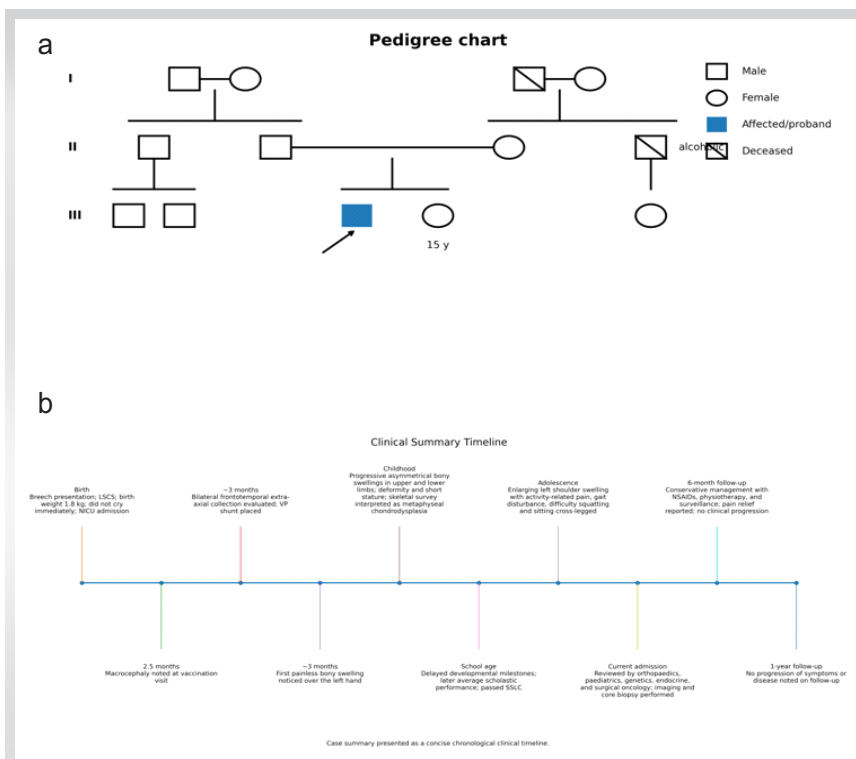 a
Pedigree chart
I
Male
Female
Affected/proband
II
alcoholic
Deceased
III
15 y
b
Clinical Summary Timeline
Birth
Breech presentation; LSCS; birth
weight 1.8 kg; did not cry
immediately; NICU admission
~3 months
Bilateral frontotemporal extra-
axial collection evaluated; VP
shunt placed
Childhood
Progressive asymmetrical bony
swellings in upper and lower
limbs; deformity and short
stature; skeletal survey
interpreted as metaphyseal
chondrodysplasia
Adolescence
Enlarging left shoulder swelling
with activity-related pain, gait
disturbance, difficulty squatting
and sitting cross-legged
6-month follow-up
Conservative management with
NSAIDs, physiotherapy, and
surveillance; pain relief
reported; no clinical progression
2.5 months
Macrocephaly noted at vaccination
visit
~3 months
First painless bony swelling
noticed over the left hand
School age
Delayed developmental milestones;
later average scholastic
performance; passed SSLC
Current admission
Reviewed by orthopaedics,
paediatrics, genetics, endocrine,
and surgical oncology; imaging and
core biopsy performed
1-year follow-up
No progression of symptoms or
disease noted on follow-up
Case summary presented as a concise chronological clinical timeline.